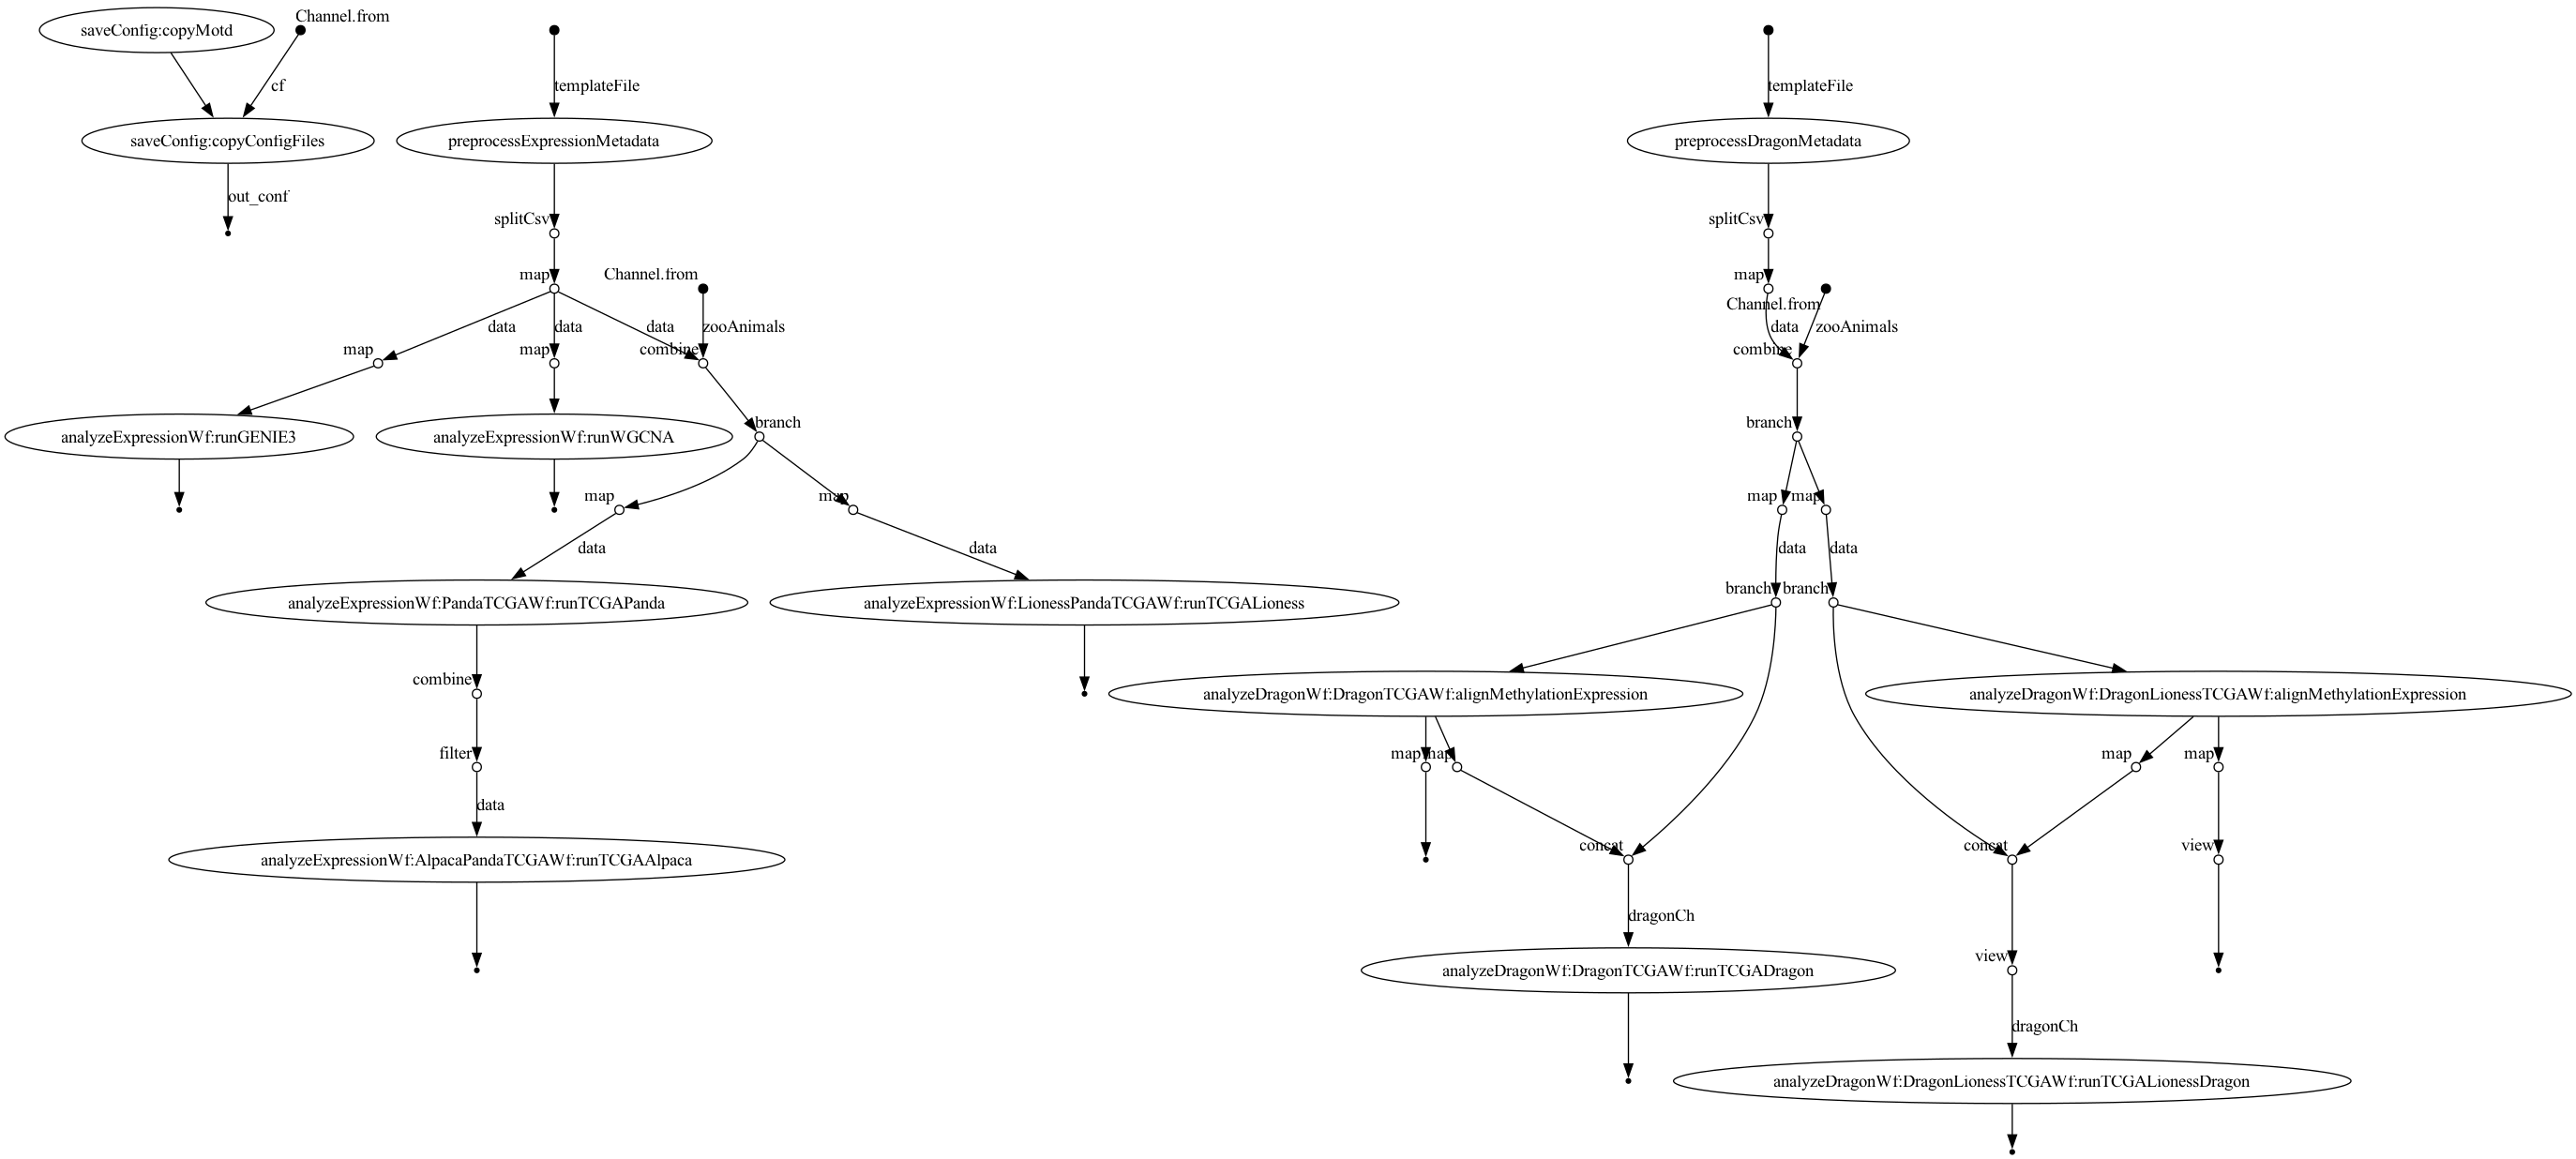 saveConfig:copyMotd
Channel.from
cf
templateFile
templateFile
saveConfig:copyConfigFiles
preprocessExpressionMetadata
preprocessDragonMetadata
out_conf
splitCsv
splitCsv
map
Channel.from
map
Channel.from
data
data
data
zooAnimals
data
zooAnimals
map
map
combine
combine
analyzeExpressionWf:runGENIE3
analyzeExpressionWf:runWGCNA
branch
branch
map
map
map
map
data
data
data
data
analyzeExpressionWf:PandaTCGAWf:runTCGAPanda
analyzeExpressionWf:LionessPandaTCGAWf:runTCGALioness
branch
branch
combine
analyzeDragonWf:DragonTCGAWf:alignMethylationExpression
analyzeDragonWf:DragonLionessTCGAWf:alignMethylationExpression
filter
map
map
map
map
data
analyzeExpressionWf:AlpacaPandaTCGAWf:runTCGAAlpaca
concat
concat
view
dragonCh
view
analyzeDragonWf:DragonTCGAWf:runTCGADragon
dragonCh
analyzeDragonWf:DragonLionessTCGAWf:runTCGALionessDragon